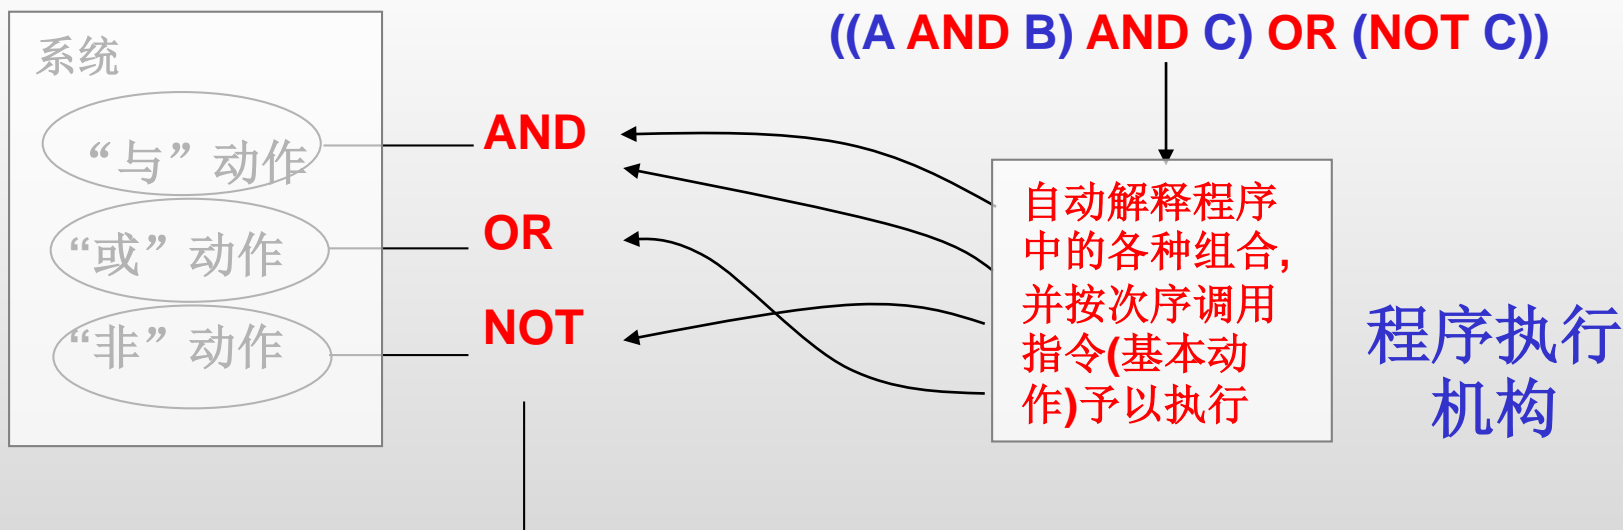 ((A AND B) AND C) OR (NOT C))
系统
“与”动作
“或”动作
“非”动作
AND
OR
NOT
自动解释程序
中的各种组合,
并按次序调用
指令(基本动
作)予以执行
程序执行
机构